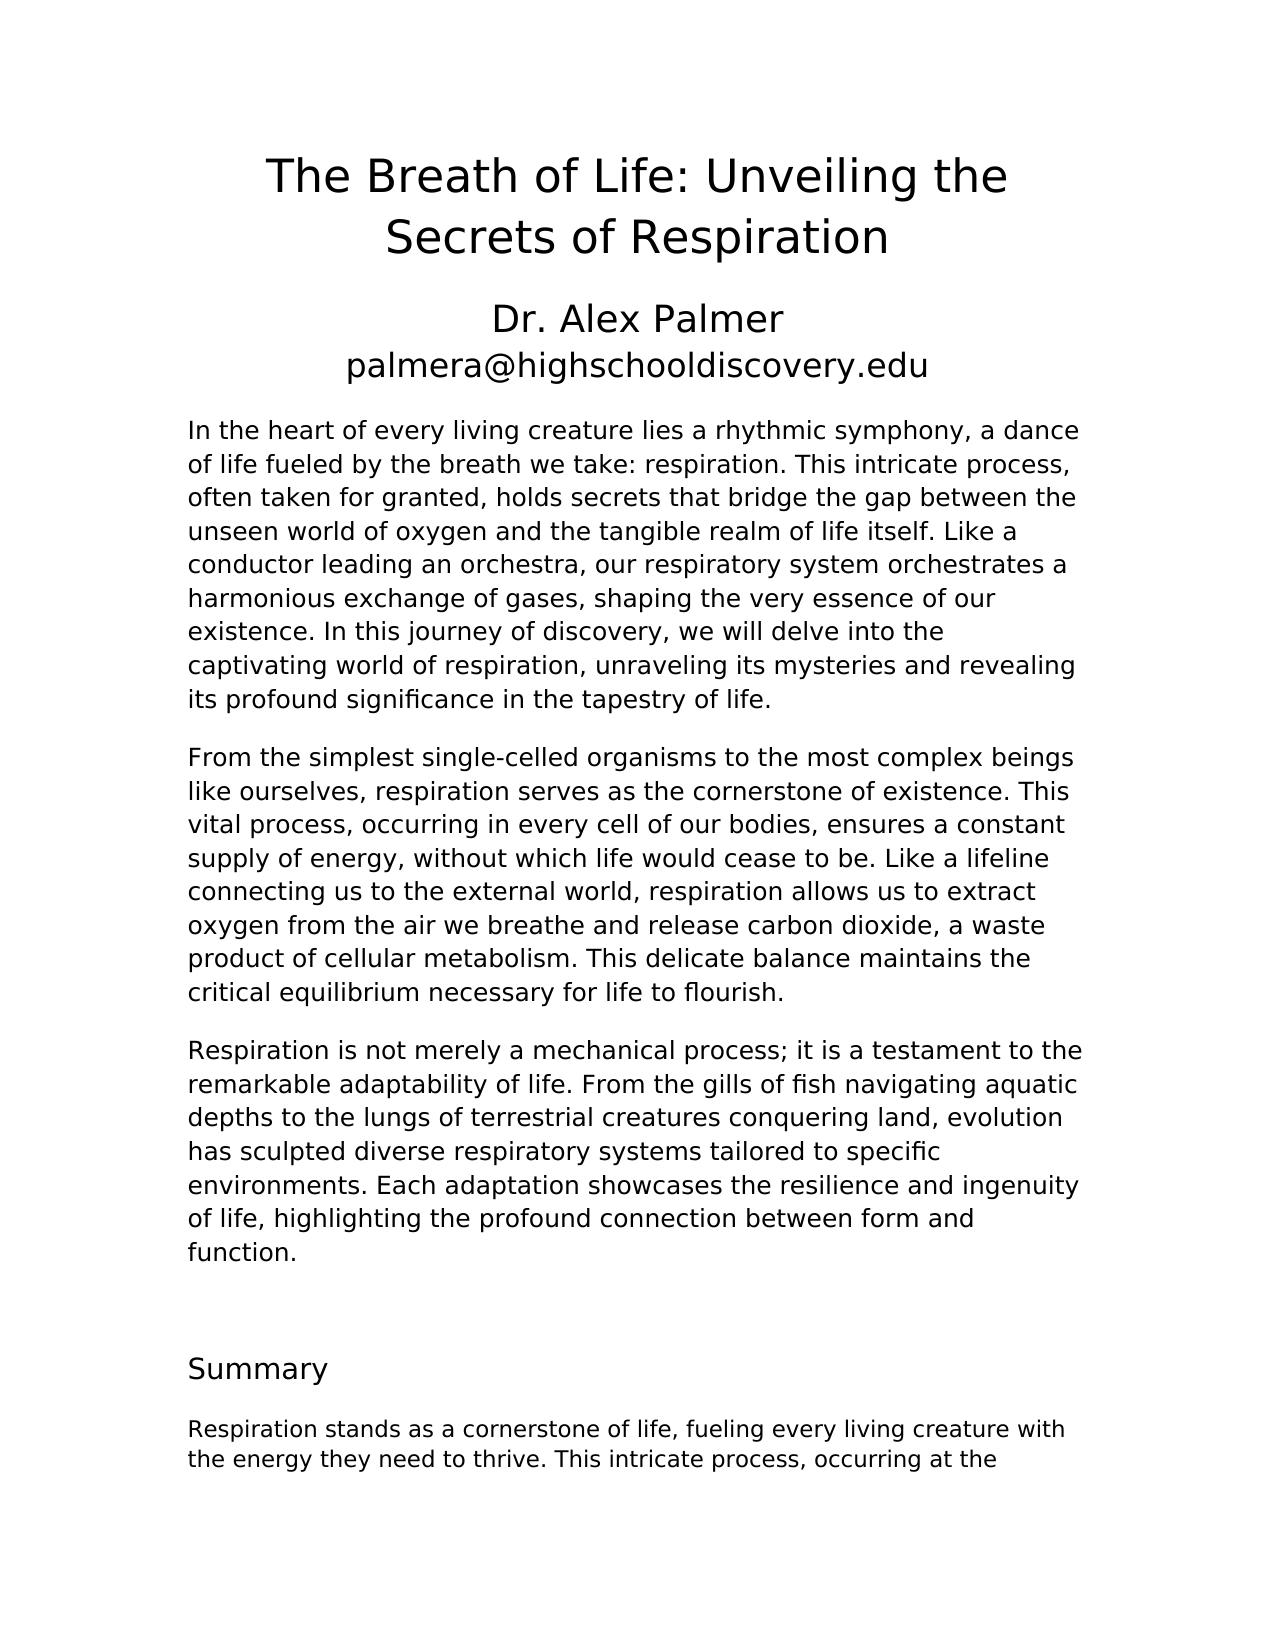 The Breath of Life: Unveiling the
Secrets of Respiration
Dr. Alex Palmer
palmera@highschooldiscovery.edu
In the heart of every living creature lies a rhythmic symphony, a dance
of life fueled by the breath we take: respiration. This intricate process,
often taken for granted, holds secrets that bridge the gap between the
unseen world of oxygen and the tangible realm of life itself. Like a
conductor leading an orchestra, our respiratory system orchestrates a
harmonious exchange of gases, shaping the very essence of our
existence. In this journey of discovery, we will delve into the
captivating world of respiration, unraveling its mysteries and revealing
its profound significance in the tapestry of life.
From the simplest single-celled organisms to the most complex beings
like ourselves, respiration serves as the cornerstone of existence. This
vital process, occurring in every cell of our bodies, ensures a constant
supply of energy, without which life would cease to be. Like a lifeline
connecting us to the external world, respiration allows us to extract
oxygen from the air we breathe and release carbon dioxide, a waste
product of cellular metabolism. This delicate balance maintains the
critical equilibrium necessary for life to flourish.
Respiration is not merely a mechanical process; it is a testament to the
remarkable adaptability of life. From the gills of fish navigating aquatic
depths to the lungs of terrestrial creatures conquering land, evolution
has sculpted diverse respiratory systems tailored to specific
environments. Each adaptation showcases the resilience and ingenuity
of life, highlighting the profound connection between form and
function.
Summary
Respiration stands as a cornerstone of life, fueling every living creature with
the energy they need to thrive. This intricate process, occurring at the